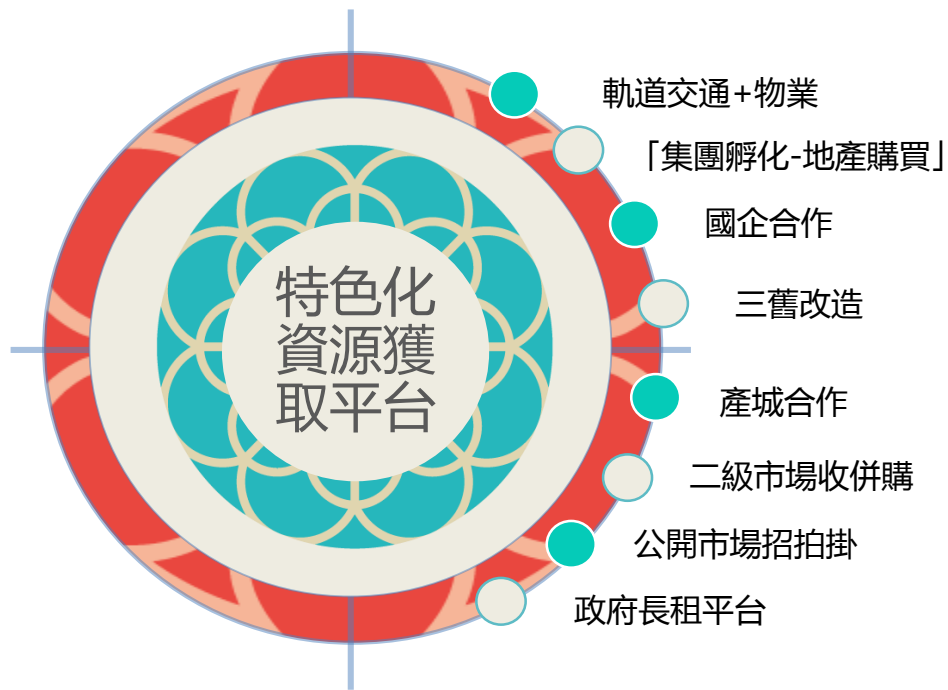 特色化
資源獲
取平台
軌道交通+物業
「集團孵化-地產購買」
國企合作
三舊改造
產城合作
二級市場收併購
公開市場招拍掛
政府長租平台